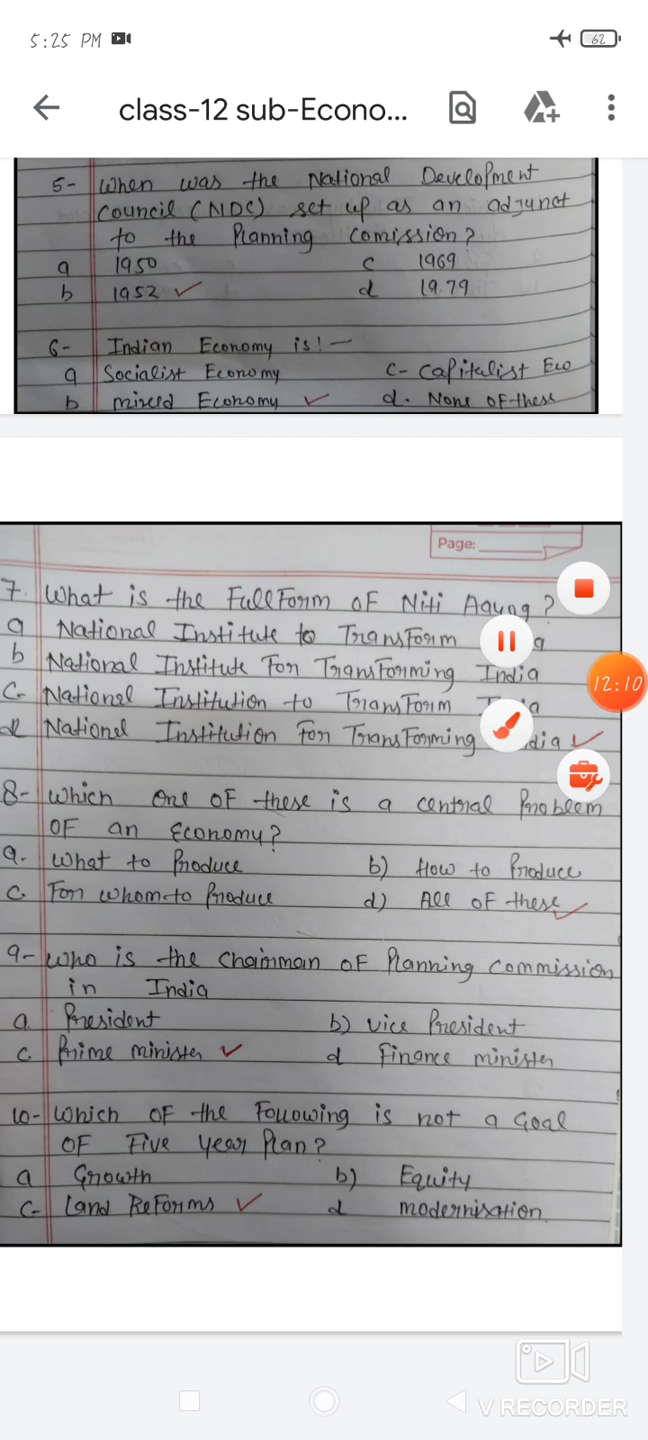 5:25 PM
62
class-12 sub-Econo...
5- When was the National Development
Council (NDC) set up as an adjunct
to the Planning Comission?
a 1950 c 1969
b 1952 ✓ d 19.79
6- Indian Economy is!—
a Socialist Economy C- Capitalist Eco
b mixed Economy ✓ d. None of these
Page:
7. What is the FullForm of Niti Aayog?
a National Institute to Transform
b National Institute For Transforming India
C- National Institution to Transform
d National Institution For Transforming dia ✓
12:10
8- Which one of these is a central Problem
of an Economy?
a. What to Produce b) How to Produce
c. For whom to Produce d) All of these ✓
9- Who is the Chairman of Planning Commission
in India
a. President b) Vice President
c. Prime minister ✓ d Finance minister
10- Which of the Following is not a Goal
of Five year Plan?
a Growth b) Equity
C- Land Reforms ✓ d modernisation
V RECORDER